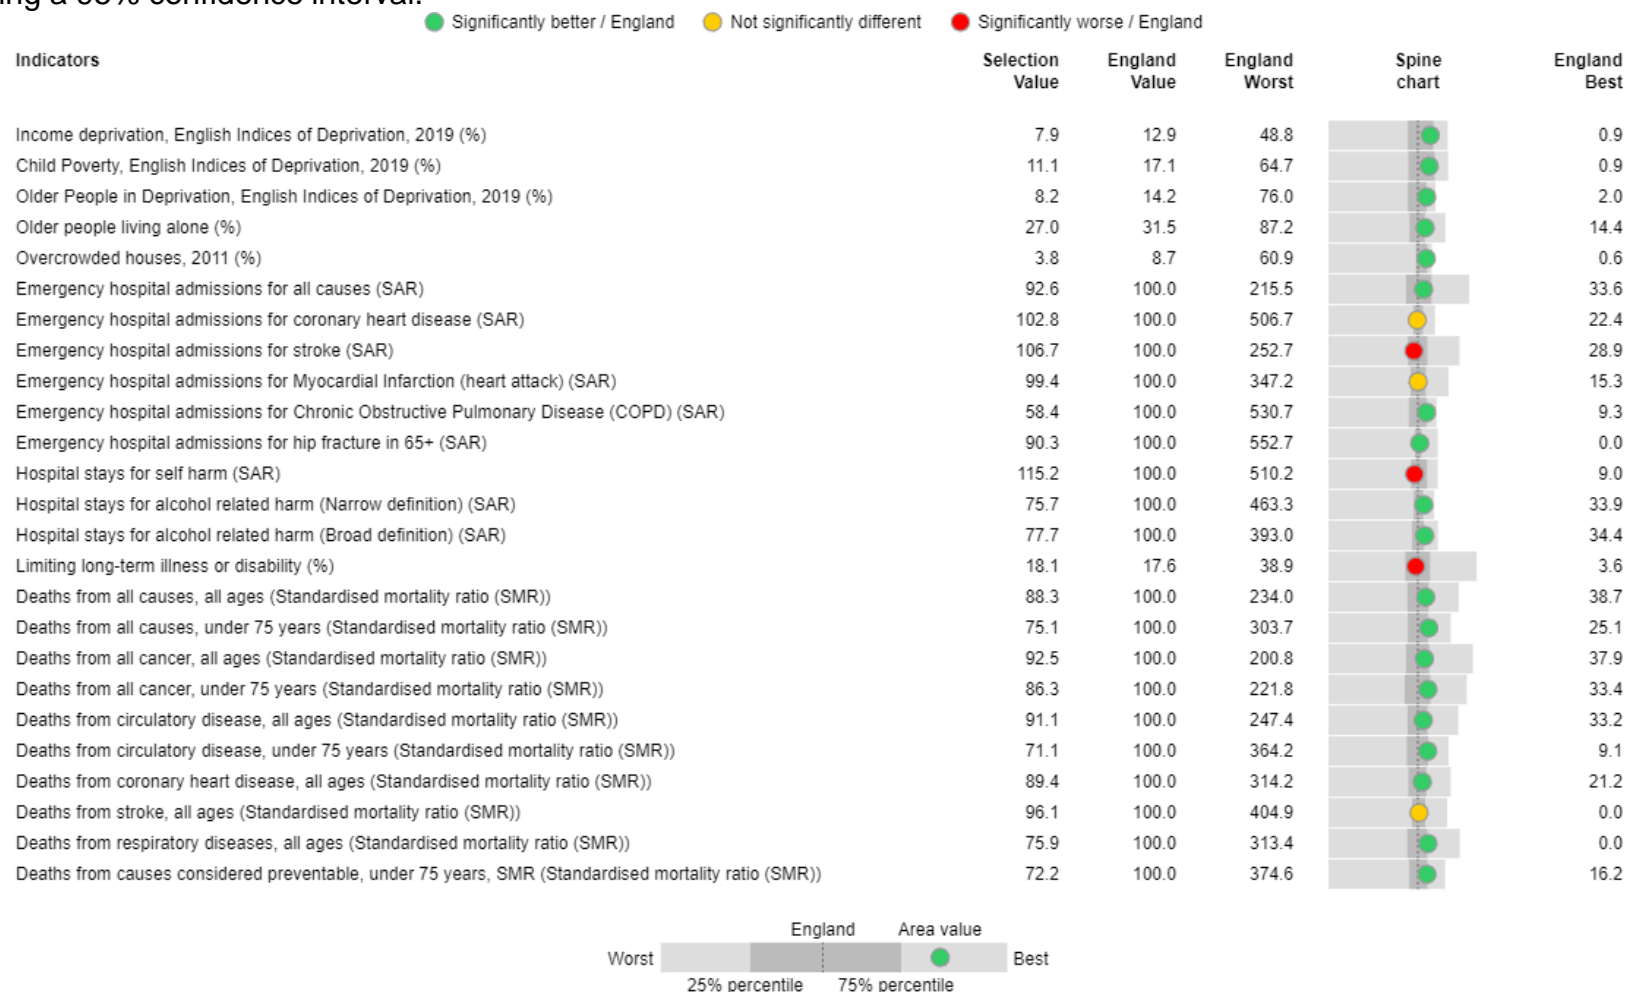 ing a 95% confidence interval.
Significantly better / England Not significantly different Significantly worse / England
Indicators Selection Value England Value England Worst Spine chart England Best
Income deprivation, English Indices of Deprivation, 2019 (%) 7.9 12.9 48.8 0.9
Child Poverty, English Indices of Deprivation, 2019 (%) 11.1 17.1 64.7 0.9
Older People in Deprivation, English Indices of Deprivation, 2019 (%) 8.2 14.2 76.0 2.0
Older people living alone (%) 27.0 31.5 87.2 14.4
Overcrowded houses, 2011 (%) 3.8 8.7 60.9 0.6
Emergency hospital admissions for all causes (SAR) 92.6 100.0 215.5 33.6
Emergency hospital admissions for coronary heart disease (SAR) 102.8 100.0 506.7 22.4
Emergency hospital admissions for stroke (SAR) 106.7 100.0 252.7 28.9
Emergency hospital admissions for Myocardial Infarction (heart attack) (SAR) 99.4 100.0 347.2 15.3
Emergency hospital admissions for Chronic Obstructive Pulmonary Disease (COPD) (SAR) 58.4 100.0 530.7 9.3
Emergency hospital admissions for hip fracture in 65+ (SAR) 90.3 100.0 552.7 0.0
Hospital stays for self harm (SAR) 115.2 100.0 510.2 9.0
Hospital stays for alcohol related harm (Narrow definition) (SAR) 75.7 100.0 463.3 33.9
Hospital stays for alcohol related harm (Broad definition) (SAR) 77.7 100.0 393.0 34.4
Limiting long-term illness or disability (%) 18.1 17.6 38.9 3.6
Deaths from all causes, all ages (Standardised mortality ratio (SMR)) 88.3 100.0 234.0 38.7
Deaths from all causes, under 75 years (Standardised mortality ratio (SMR)) 75.1 100.0 303.7 25.1
Deaths from all cancer, all ages (Standardised mortality ratio (SMR)) 92.5 100.0 200.8 37.9
Deaths from all cancer, under 75 years (Standardised mortality ratio (SMR)) 86.3 100.0 221.8 33.4
Deaths from circulatory disease, all ages (Standardised mortality ratio (SMR)) 91.1 100.0 247.4 33.2
Deaths from circulatory disease, under 75 years (Standardised mortality ratio (SMR)) 71.1 100.0 364.2 9.1
Deaths from coronary heart disease, all ages (Standardised mortality ratio (SMR)) 89.4 100.0 314.2 21.2
Deaths from stroke, all ages (Standardised mortality ratio (SMR)) 96.1 100.0 404.9 0.0
Deaths from respiratory diseases, all ages (Standardised mortality ratio (SMR)) 75.9 100.0 313.4 0.0
Deaths from causes considered preventable, under 75 years, SMR (Standardised mortality ratio (SMR)) 72.2 100.0 374.6 16.2
England Area value
Worst Best
25% percentile 75% percentile